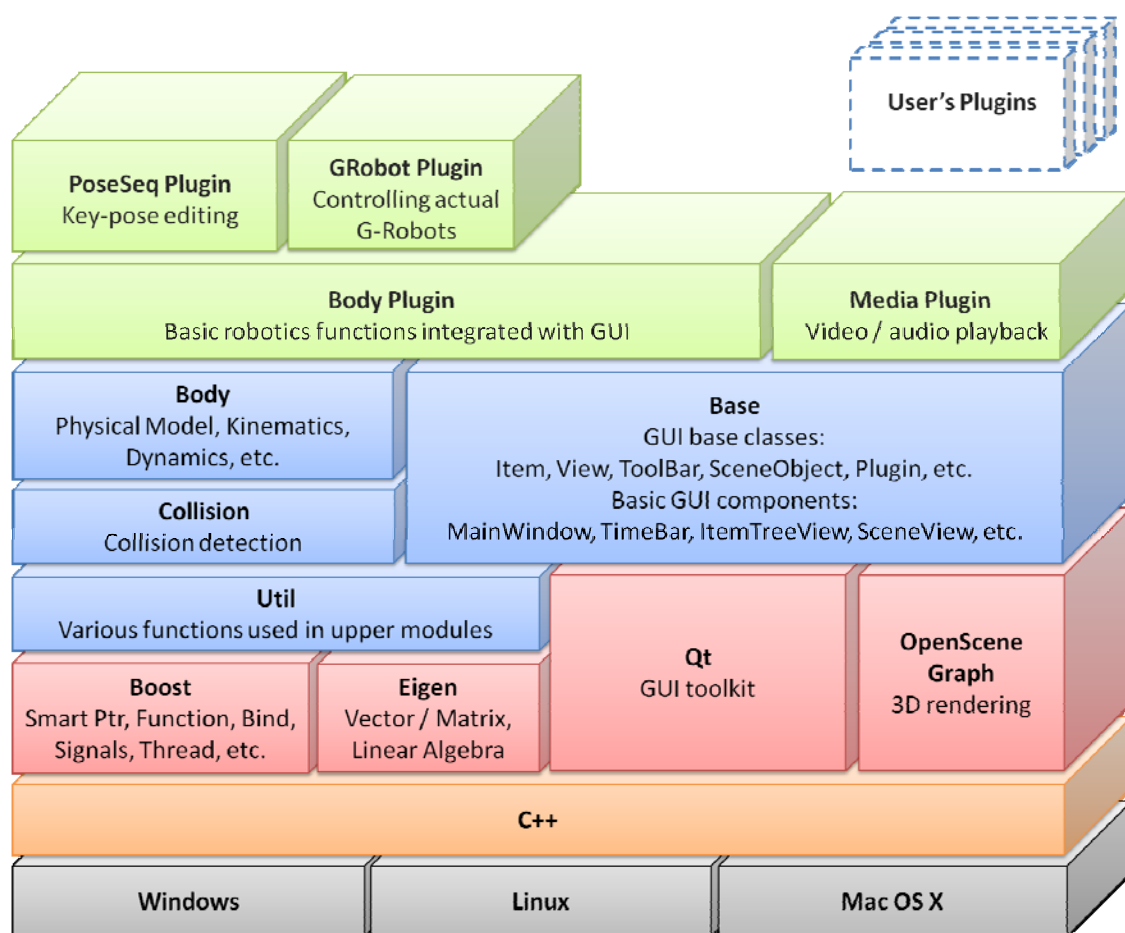 User's Plugins
PoseSeq Plugin
Key-pose editing
GRobot Plugin
Controlling actual
G-Robots
Body Plugin
Basic robotics functions integrated with GUI
Media Plugin
Video / audio playback
Body
Physical Model, Kinematics,
Dynamics, etc.
Base
GUI base classes:
Item, View, ToolBar, SceneObject, Plugin, etc.
Basic GUI components:
MainWindow, TimeBar, ItemTreeView, SceneView, etc.
Collision
Collision detection
Util
Various functions used in upper modules
Qt
GUI toolkit
OpenScene
Graph
3D rendering
Boost
Smart Ptr, Function, Bind,
Signals, Thread, etc.
Eigen
Vector / Matrix,
Linear Algebra
C++
Windows
Linux
Mac OS X